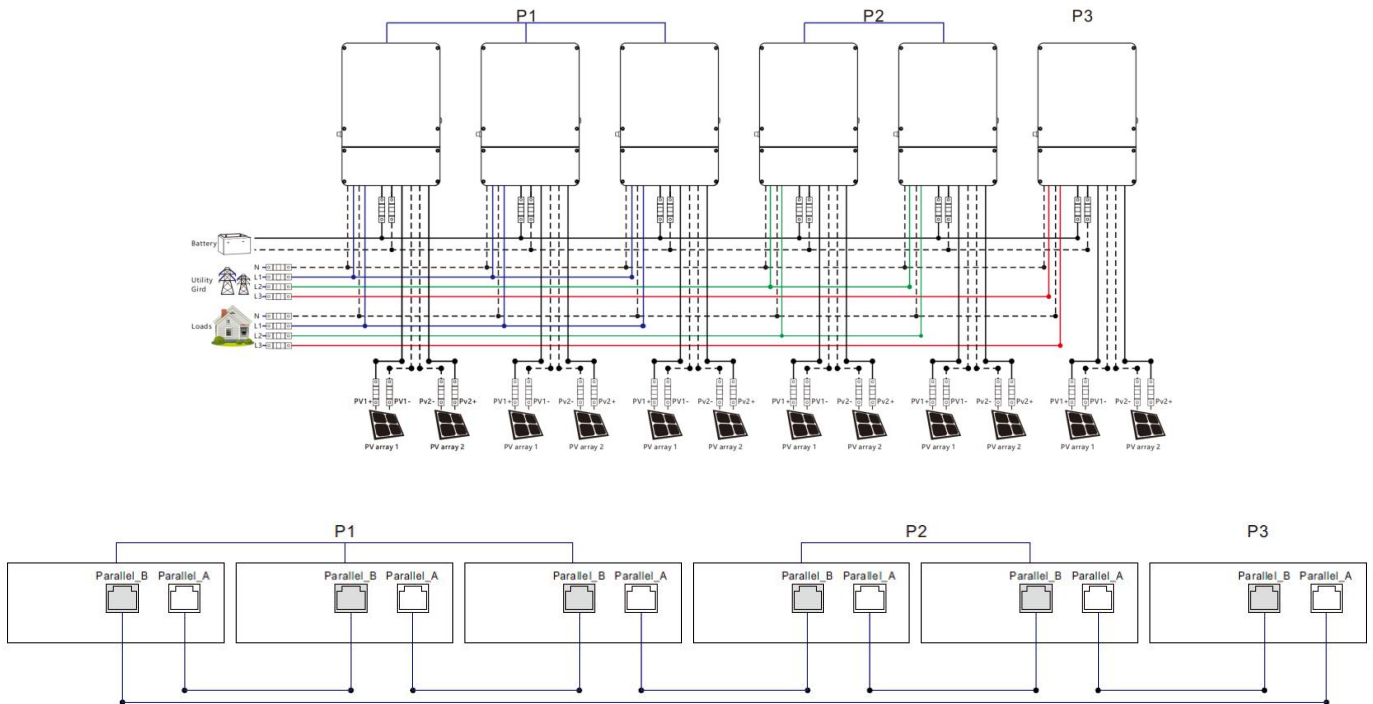 P1 P2 P3
Battery
Utility
Gird
N
L1
L2
L3
Loads
N
L1
L2
L3
PV1+ PV1- Pv2- Pv2+ PV1+ PV1- Pv2- Pv2+ PV1+ PV1- Pv2- Pv2+ PV1+ PV1- Pv2- Pv2+ PV1+ PV1- Pv2- Pv2+ PV1+ PV1- Pv2- Pv2+
PV array 1 PV array 2 PV array 1 PV array 2 PV array 1 PV array 2 PV array 1 PV array 2 PV array 1 PV array 2 PV array 1 PV array 2
P1 P2 P3
Parallel_B Parallel_A Parallel_B Parallel_A Parallel_B Parallel_A Parallel_B Parallel_A Parallel_B Parallel_A Parallel_B Parallel_A